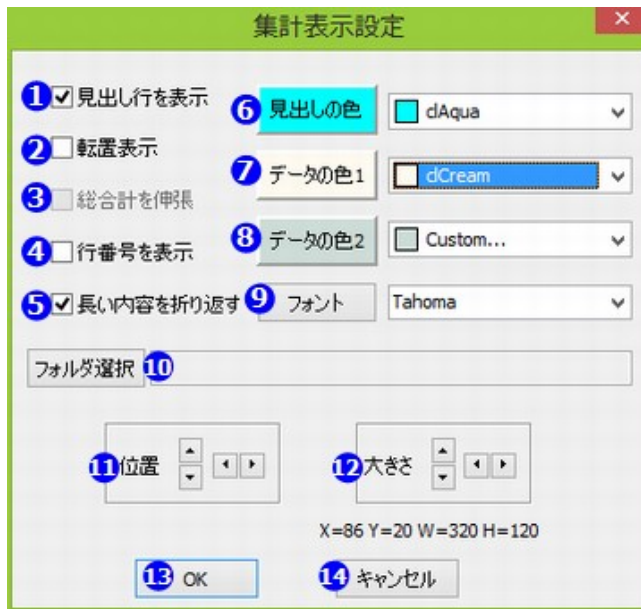 集計表示設定
1 見出し行を表示
6 見出しの色 clAqua
2 転置表示
7 データの色1 clCream
3 総合計を伸張
8 データの色2 Custom...
4 行番号を表示
5 長い内容を折り返す
9 フォント Tahoma
フォルダ選択 10
11 位置
12 大きさ
X=86 Y=20 W=320 H=120
13 OK
14 キャンセル